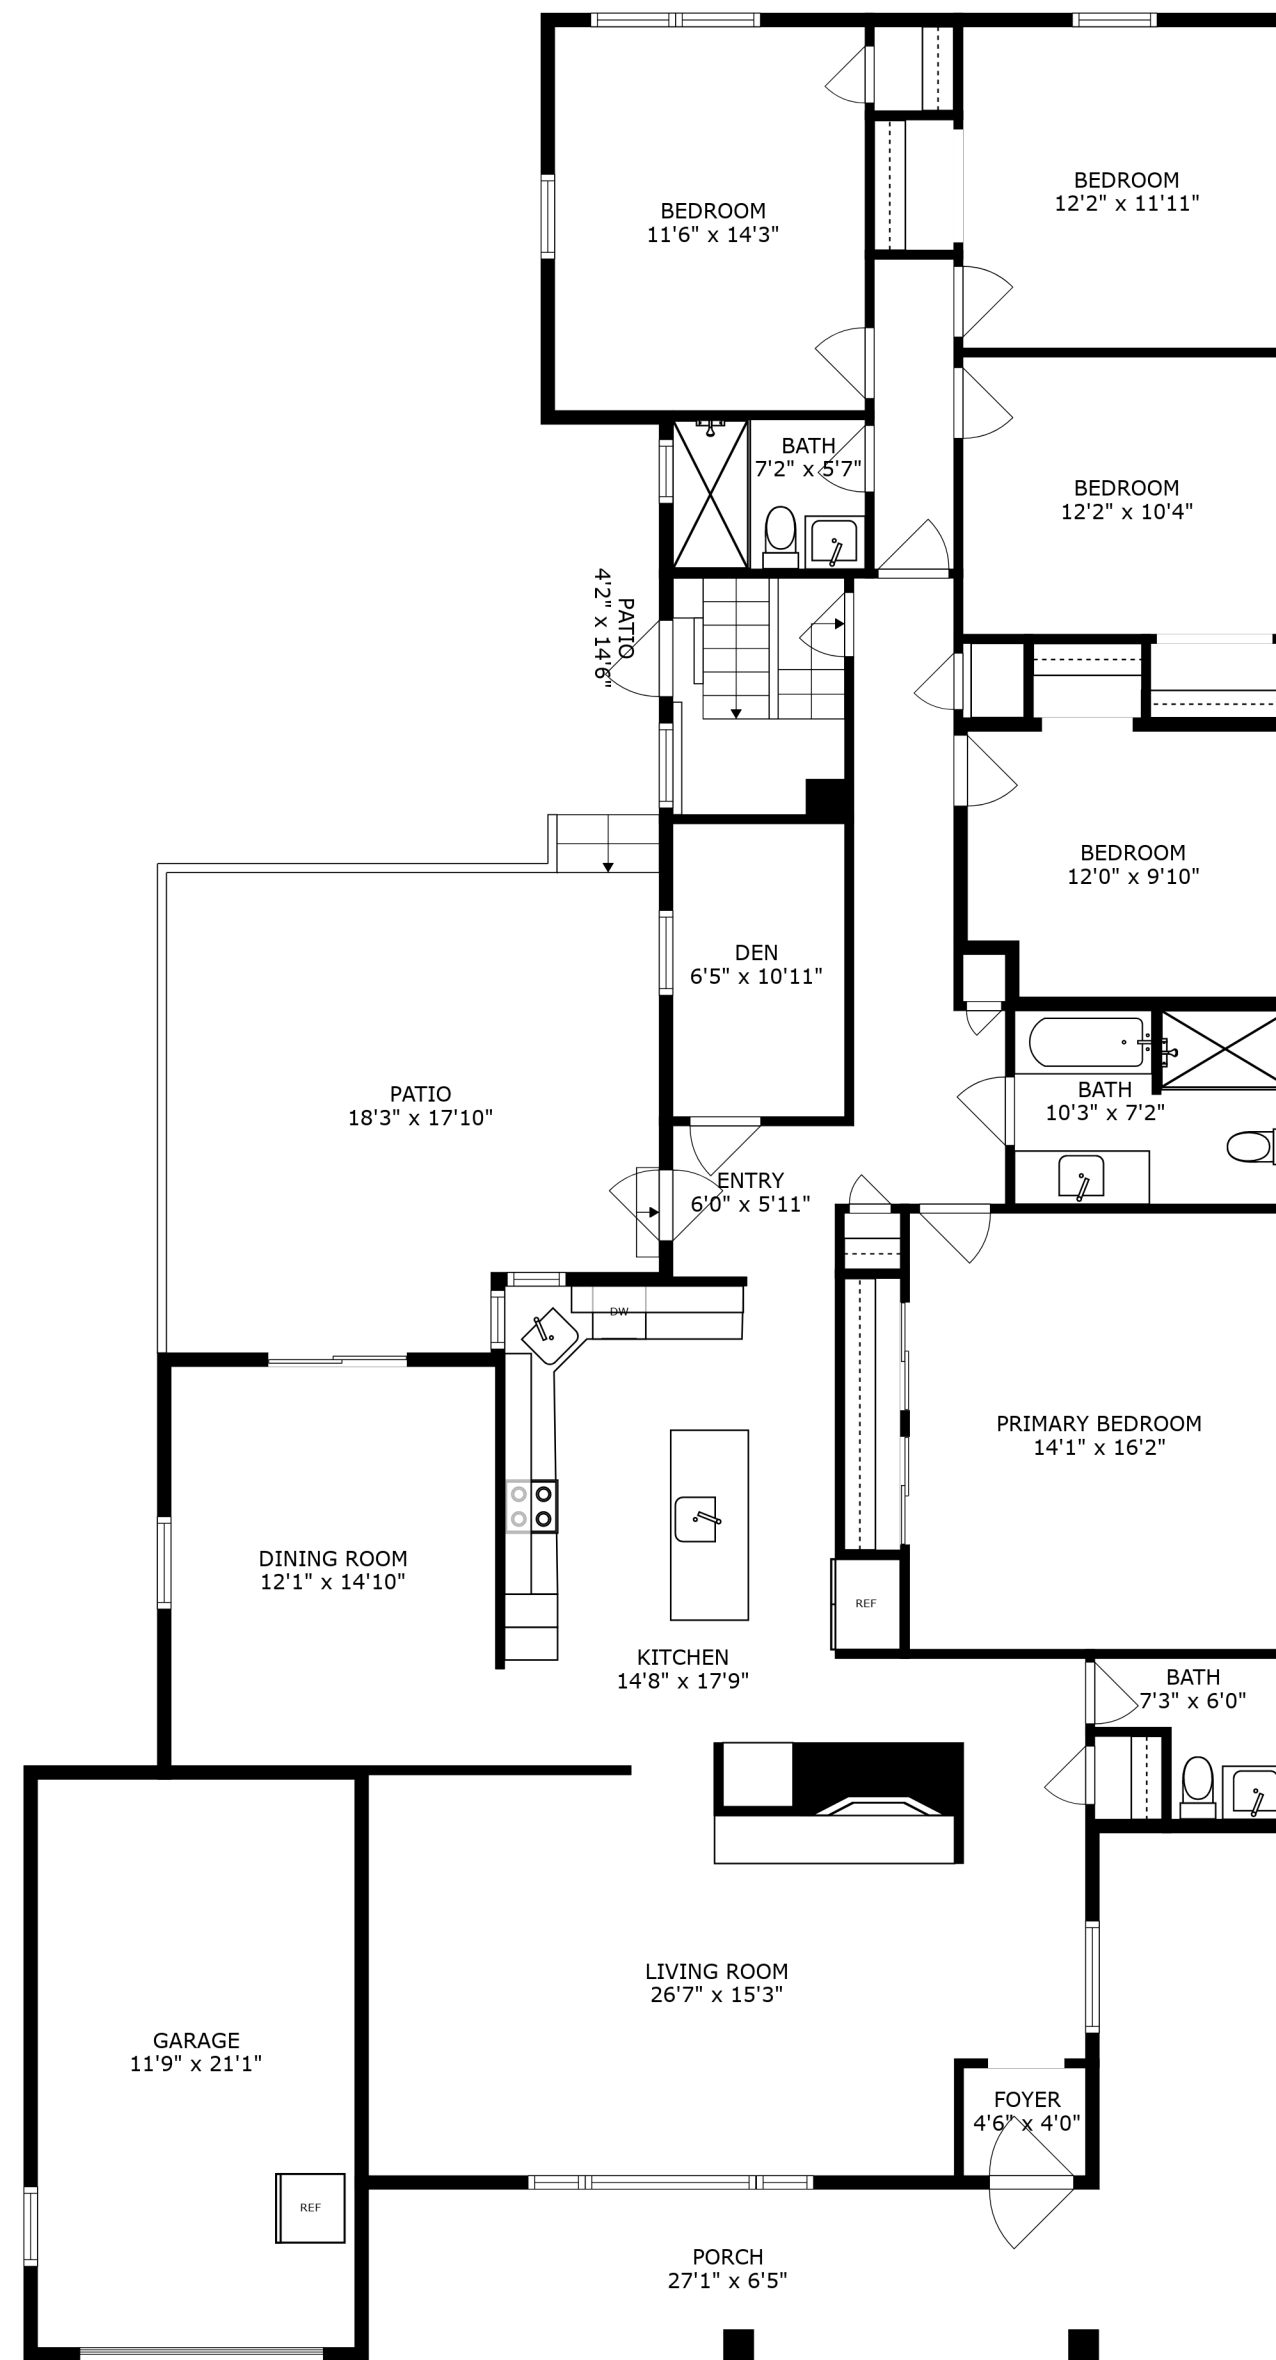 BEDROOM
11'6" x 14'3"
BEDROOM
12'2" x 11'11"
BATH
7'2" x 5'7"
BEDROOM
12'2" x 10'4"
PATIO
4'2" x 14'6"
BEDROOM
12'0" x 9'10"
DEN
6'5" x 10'11"
PATIO
18'3" x 17'10"
BATH
10'3" x 7'2"
ENTRY
6'0" x 5'11"
DW
PRIMARY BEDROOM
14'1" x 16'2"
DINING ROOM
12'1" x 14'10"
REF
KITCHEN
14'8" x 17'9"
BATH
7'3" x 6'0"
LIVING ROOM
26'7" x 15'3"
GARAGE
11'9" x 21'1"
FOYER
4'6" x 4'0"
REF
PORCH
27'1" x 6'5"